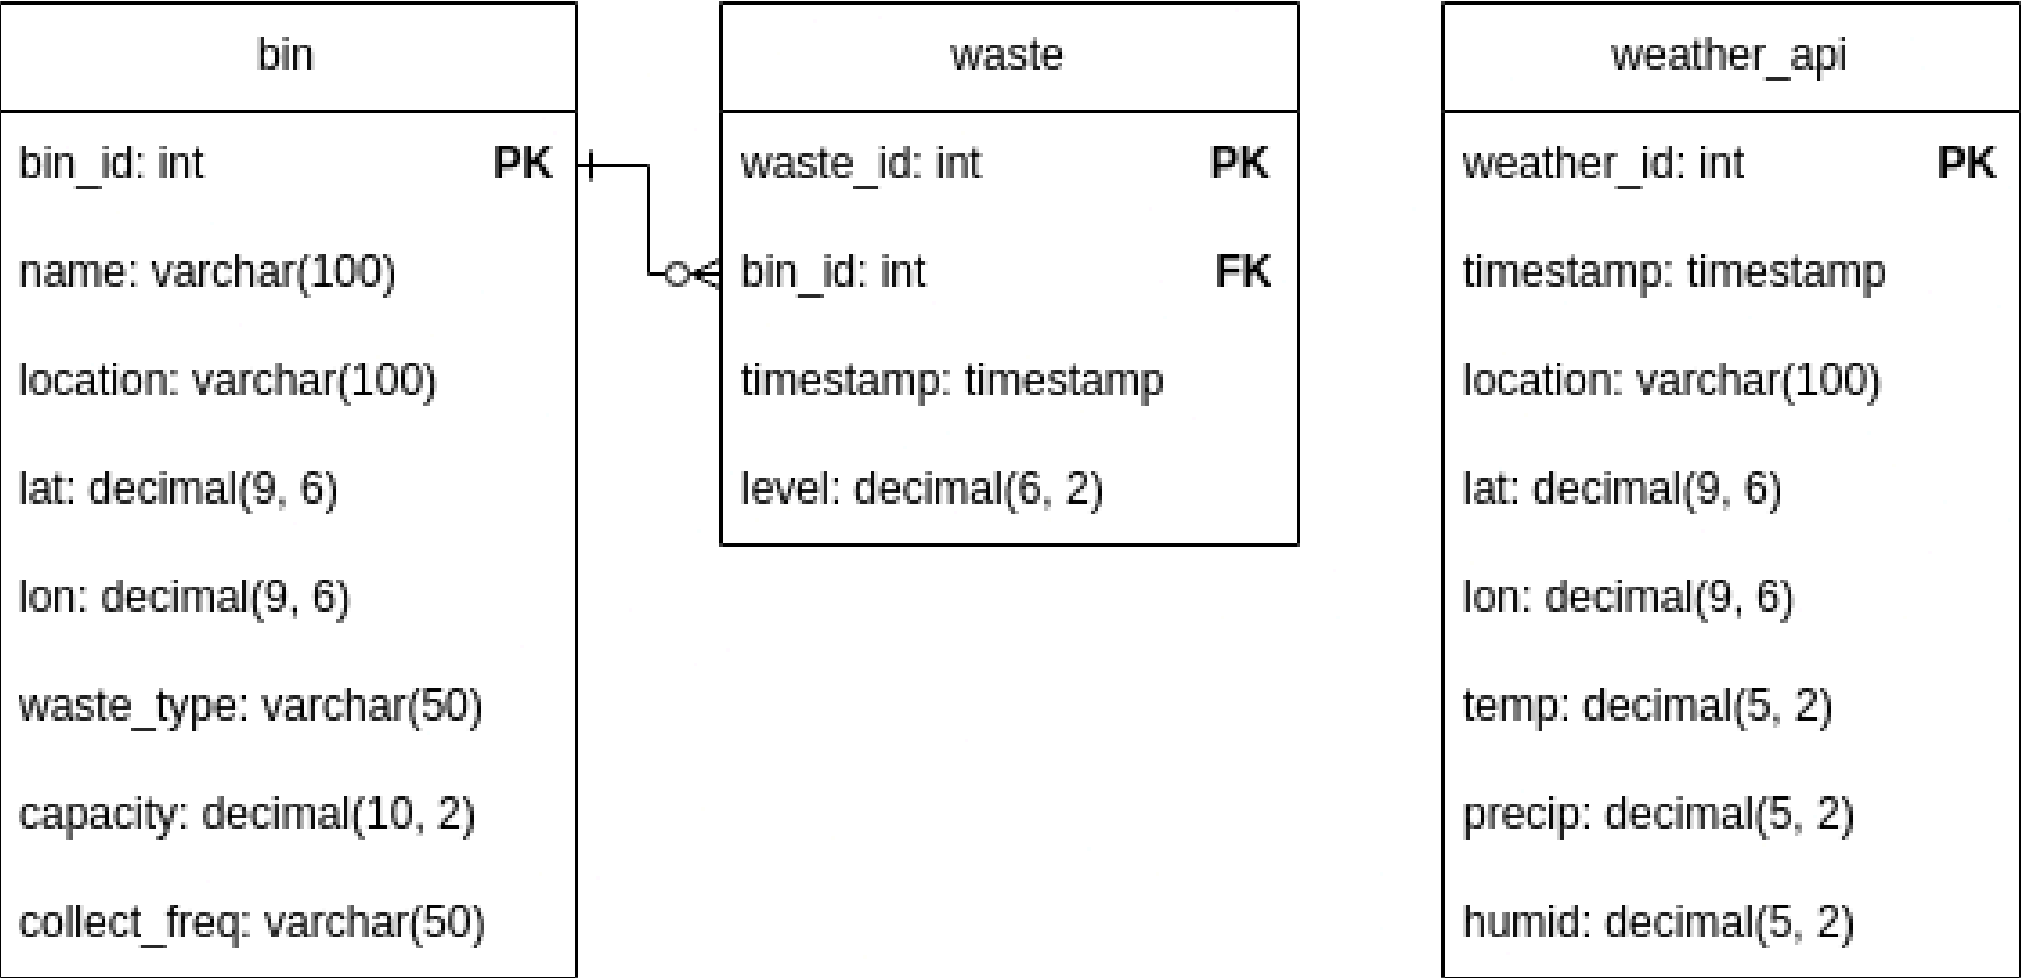 bin
bin_id: int PK
name: varchar(100)
location: varchar(100)
lat: decimal(9, 6)
lon: decimal(9, 6)
waste_type: varchar(50)
capacity: decimal(10, 2)
collect_freq: varchar(50)
waste
waste_id: int PK
bin_id: int FK
timestamp: timestamp
level: decimal(6, 2)
weather_api
weather_id: int PK
timestamp: timestamp
location: varchar(100)
lat: decimal(9, 6)
lon: decimal(9, 6)
temp: decimal(5, 2)
precip: decimal(5, 2)
humid: decimal(5, 2)